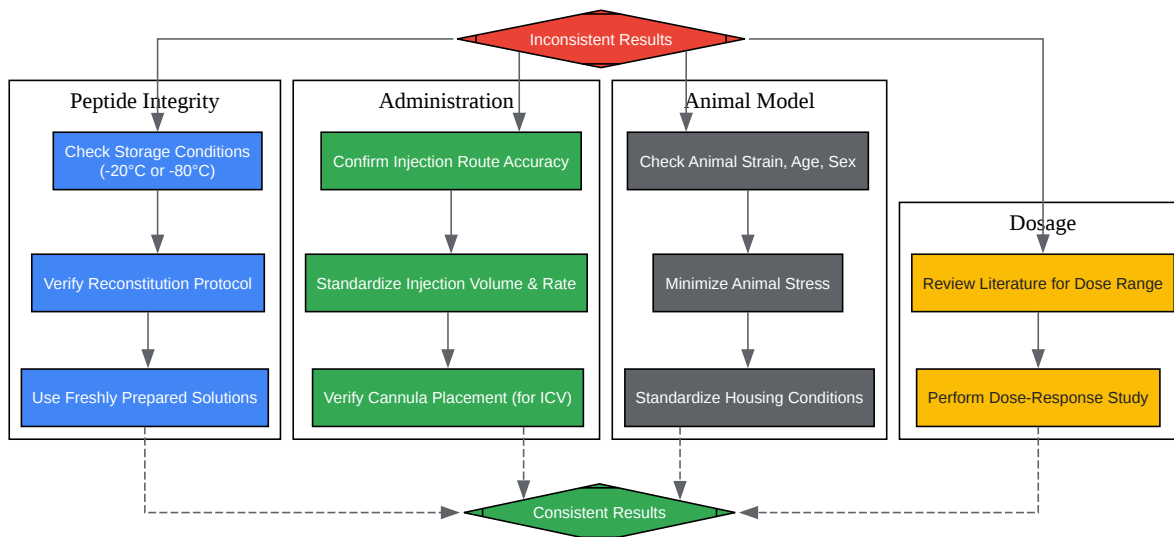 Inconsistent Results
Peptide Integrity
Check Storage Conditions
(-20°C or -80°C)
Verify Reconstitution Protocol
Use Freshly Prepared Solutions
Administration
Confirm Injection Route Accuracy
Standardize Injection Volume & Rate
Verify Cannula Placement (for ICV)
Animal Model
Check Animal Strain, Age, Sex
Minimize Animal Stress
Standardize Housing Conditions
Dosage
Review Literature for Dose Range
Perform Dose-Response Study
Consistent Results